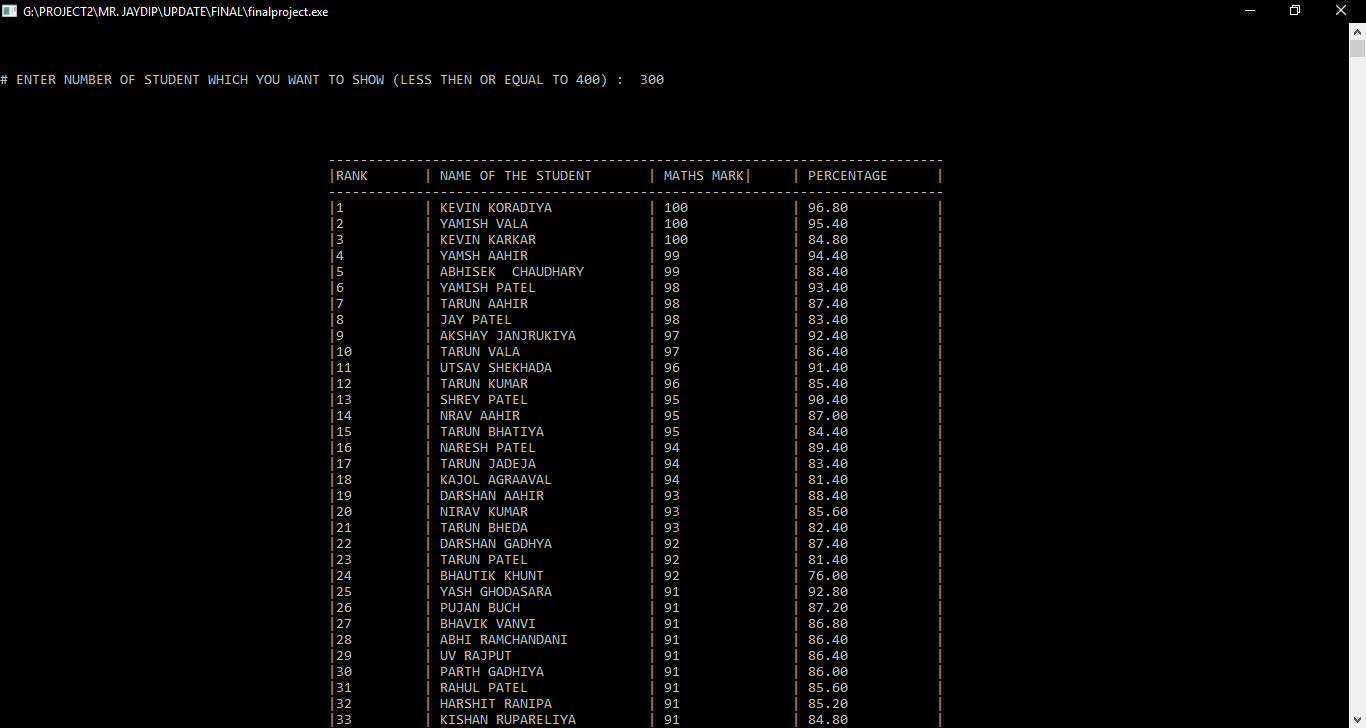 G:\PROJECT2\MR. JAYDIP\UPDATE\FINAL\finalproject.exe
# ENTER NUMBER OF STUDENT WHICH YOU WANT TO SHOW (LESS THEN OR EQUAL TO 400) :  300
-----------------------------------------------------------------------------
|RANK       | NAME OF THE STUDENT       | MATHS MARK|     | PERCENTAGE      |
-----------------------------------------------------------------------------
|1          | KEVIN KORADIYA            | 100             | 96.80           |
|2          | YAMISH VALA               | 100             | 95.40           |
|3          | KEVIN KARKAR              | 100             | 84.80           |
|4          | YAMSH AAHIR               | 99              | 94.40           |
|5          | ABHISEK  CHAUDHARY        | 99              | 88.40           |
|6          | YAMISH PATEL              | 98              | 93.40           |
|7          | TARUN AAHIR               | 98              | 87.40           |
|8          | JAY PATEL                 | 98              | 83.40           |
|9          | AKSHAY JANJRUKIYA         | 97              | 92.40           |
|10         | TARUN VALA                | 97              | 86.40           |
|11         | UTSAV SHEKHADA            | 96              | 91.40           |
|12         | TARUN KUMAR               | 96              | 85.40           |
|13         | SHREY PATEL               | 95              | 90.40           |
|14         | NRAV AAHIR                | 95              | 87.00           |
|15         | TARUN BHATIYA             | 95              | 84.40           |
|16         | NARESH PATEL              | 94              | 89.40           |
|17         | TARUN JADEJA              | 94              | 83.40           |
|18         | KAJOL AGRAAVAL            | 94              | 81.40           |
|19         | DARSHAN AAHIR             | 93              | 88.40           |
|20         | NIRAV KUMAR               | 93              | 85.60           |
|21         | TARUN BHEDA               | 93              | 82.40           |
|22         | DARSHAN GADHYA            | 92              | 87.40           |
|23         | TARUN PATEL               | 92              | 81.40           |
|24         | BHAUTIK KHUNT             | 92              | 76.00           |
|25         | YASH GHODASARA            | 91              | 92.80           |
|26         | PUJAN BUCH                | 91              | 87.20           |
|27         | BHAVIK VANVI              | 91              | 86.80           |
|28         | ABHI RAMCHANDANI          | 91              | 86.40           |
|29         | UV RAJPUT                 | 91              | 86.40           |
|30         | PARTH GADHIYA             | 91              | 86.00           |
|31         | RAHUL PATEL               | 91              | 85.60           |
|32         | HARSHIT RANIPA            | 91              | 85.20           |
|33         | KISHAN RUPARELIYA         | 91              | 84.80           |